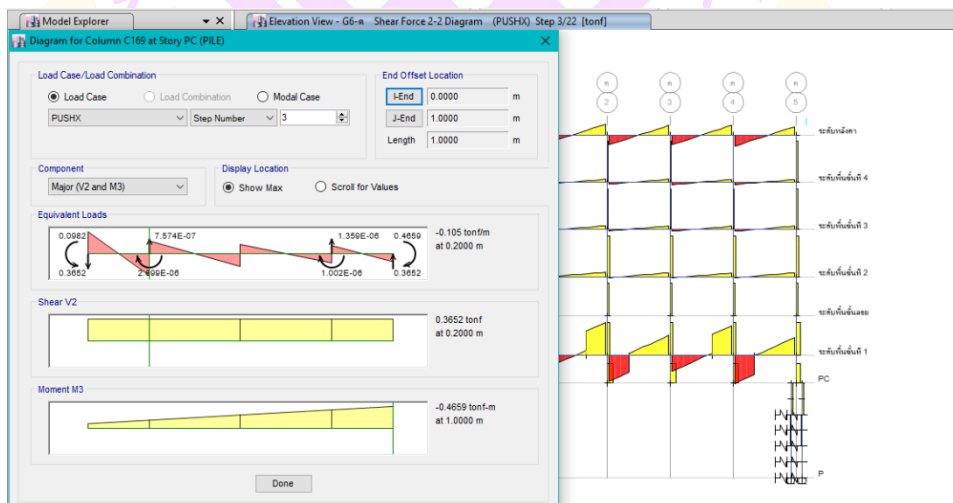 Model Explorer
Elevation View - G6-ค Shear Force 2-2 Diagram (PUSHX) Step 3/22 [tonf]
Diagram for Column C169 at Story PC (PILE)
Load Case/Load Combination
Load Case
Load Combination
Modal Case
PUSHX
Step Number
3
End Offset Location
I-End
0.0000
m
J-End
1.0000
m
Length
1.0000
m
Component
Major (V2 and M3)
Display Location
Show Max
Scroll for Values
Equivalent Loads
0.0982
7.574E-07
1.359E-06
0.4659
0.3652
1.002E-06
0.3652
-0.105 tonf/m
at 0.2000 m
Shear V2
0.3652 tonf
at 0.2000 m
Moment M3
-0.4659 tonf-m
at 1.0000 m
Done
ค
ค
ค
ค
2
3
4
5
ระดับหลังคา
ระดับพื้นชั้นที่ 4
ระดับพื้นชั้นที่ 3
ระดับพื้นชั้นที่ 2
ระดับพื้นชั้นลอย
ระดับพื้นชั้นที่ 1
PC
P